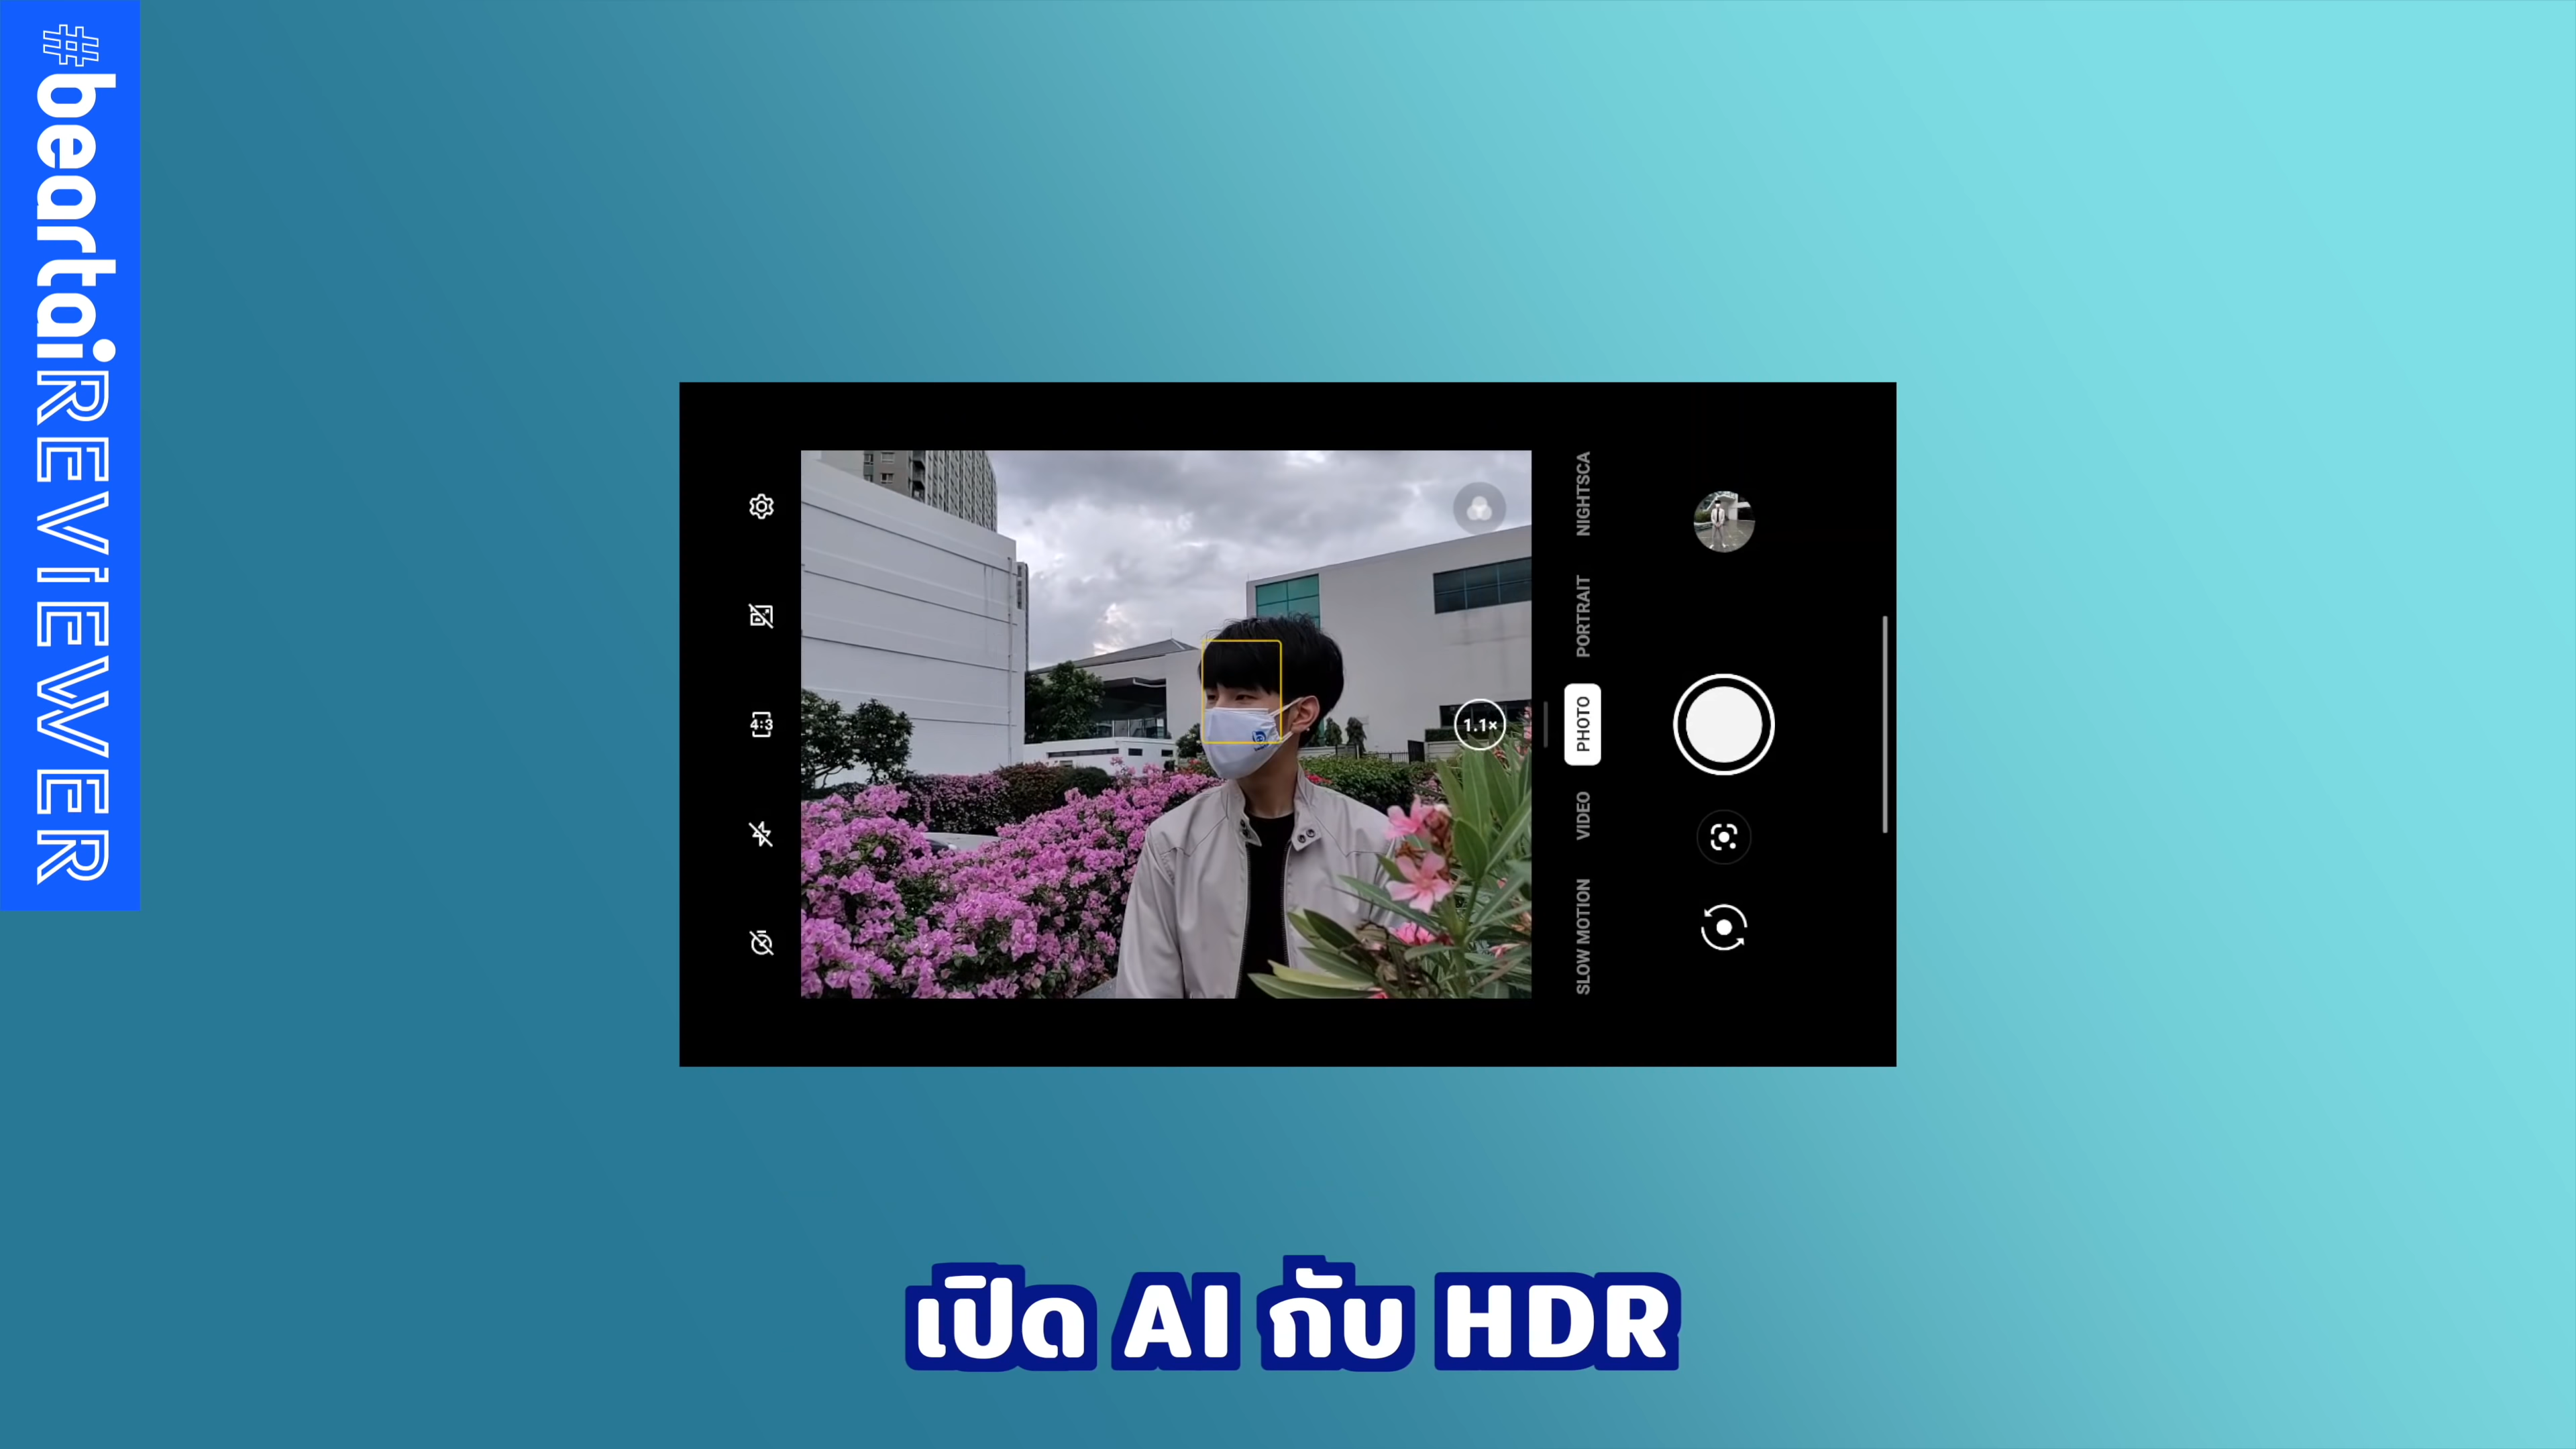 #beartaiREVIEWER
4:3
1.1×
NIGHTSCA
PORTRAIT
PHOTO
VIDEO
SLOW MOTION
เปิด AI กับ HDR